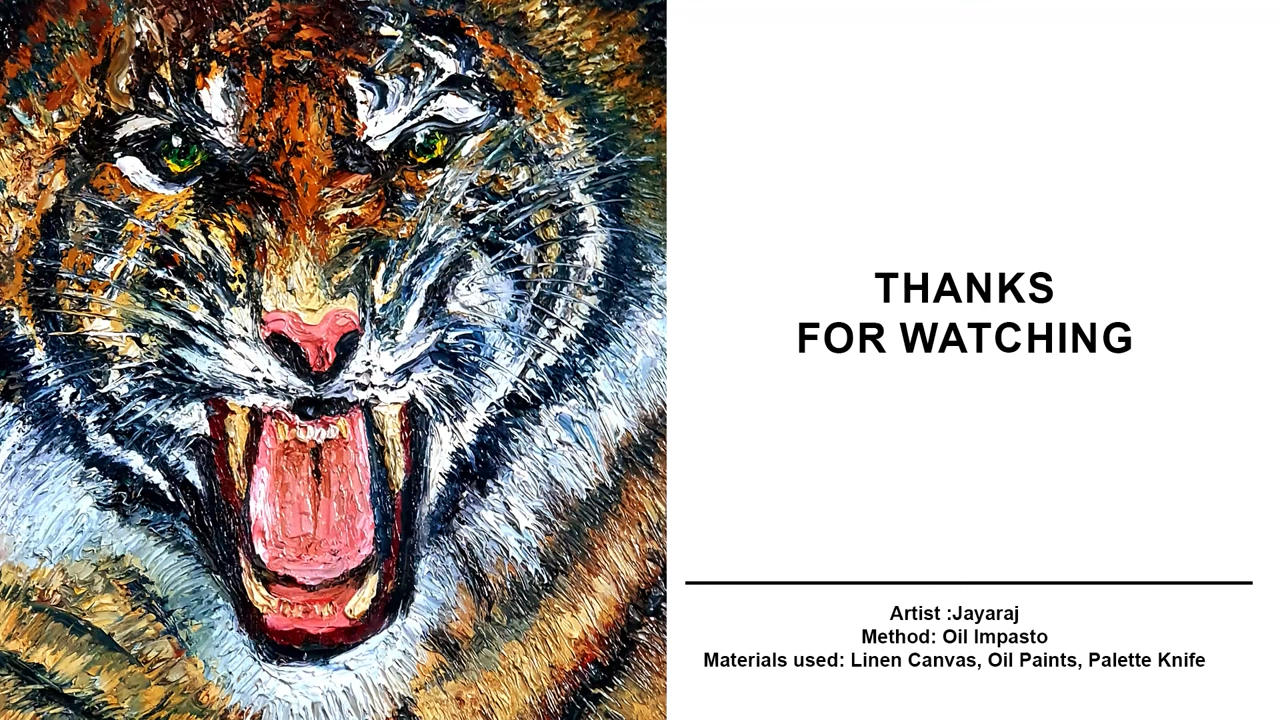 THANKS
FOR WATCHING
Artist :Jayaraj
Method: Oil Impasto
Materials used: Linen Canvas, Oil Paints, Palette Knife